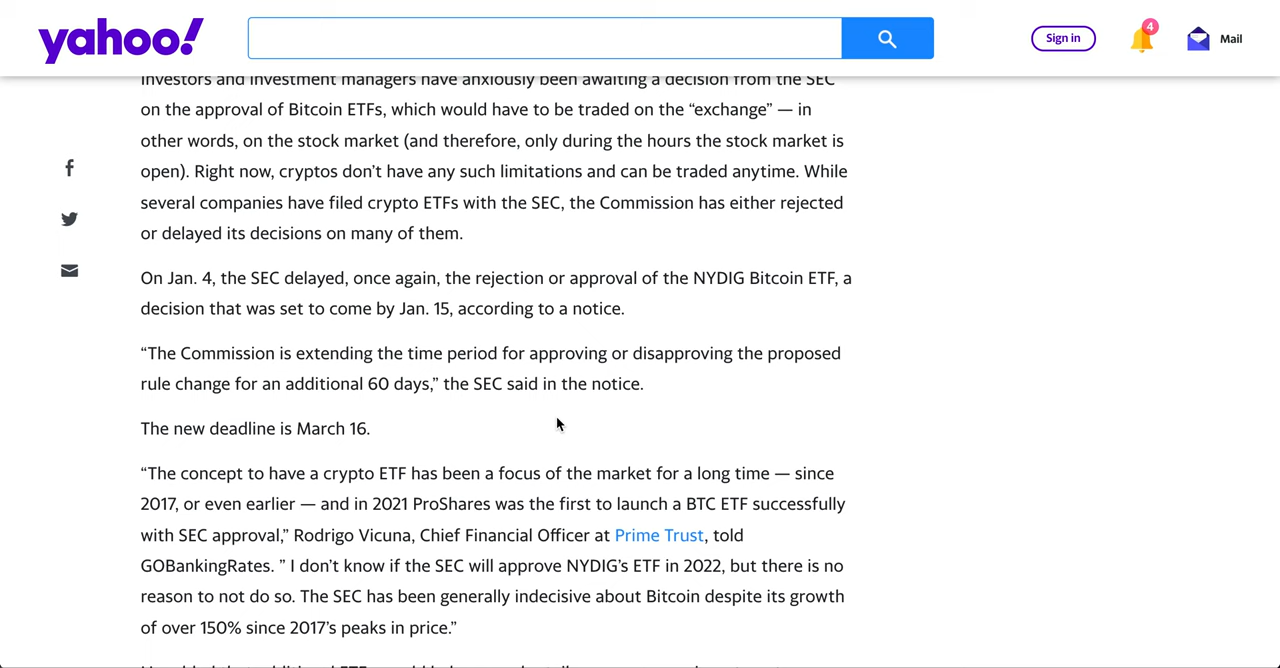 yahoo!
Sign in
4
Mail
Investors and investment managers have anxiously been awaiting a decision from the SEC
on the approval of Bitcoin ETFs, which would have to be traded on the “exchange” — in
other words, on the stock market (and therefore, only during the hours the stock market is
open). Right now, cryptos don’t have any such limitations and can be traded anytime. While
several companies have filed crypto ETFs with the SEC, the Commission has either rejected
or delayed its decisions on many of them.
On Jan. 4, the SEC delayed, once again, the rejection or approval of the NYDIG Bitcoin ETF, a
decision that was set to come by Jan. 15, according to a notice.
“The Commission is extending the time period for approving or disapproving the proposed
rule change for an additional 60 days,” the SEC said in the notice.
The new deadline is March 16.
“The concept to have a crypto ETF has been a focus of the market for a long time — since
2017, or even earlier — and in 2021 ProShares was the first to launch a BTC ETF successfully
with SEC approval,” Rodrigo Vicuna, Chief Financial Officer at Prime Trust, told
GOBankingRates. ” I don’t know if the SEC will approve NYDIG’s ETF in 2022, but there is no
reason to not do so. The SEC has been generally indecisive about Bitcoin despite its growth
of over 150% since 2017’s peaks in price.”